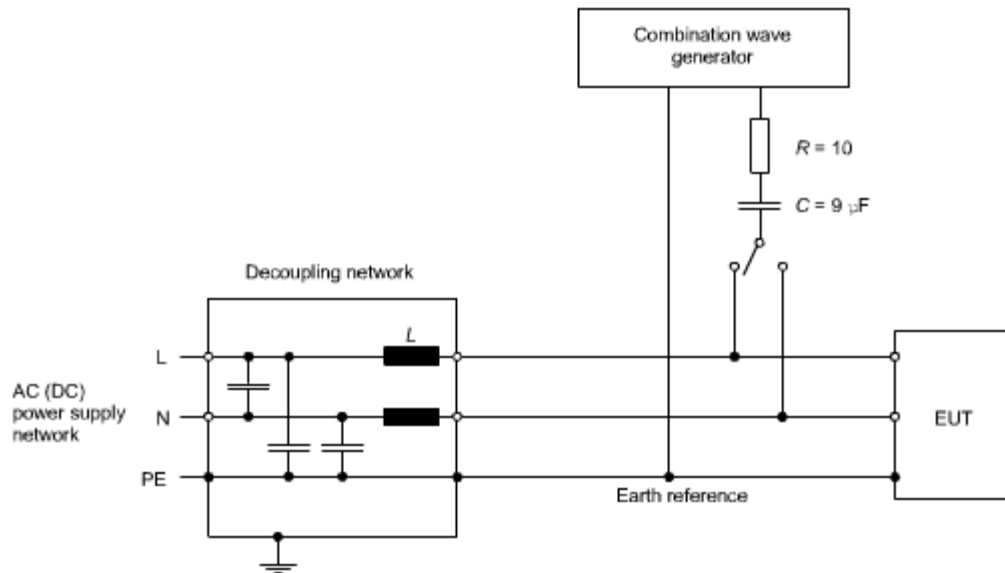 Combination wave
generator
R = 10
C = 9 µF
Decoupling network
L
L
AC (DC)
power supply
network
N
EUT
PE
Earth reference